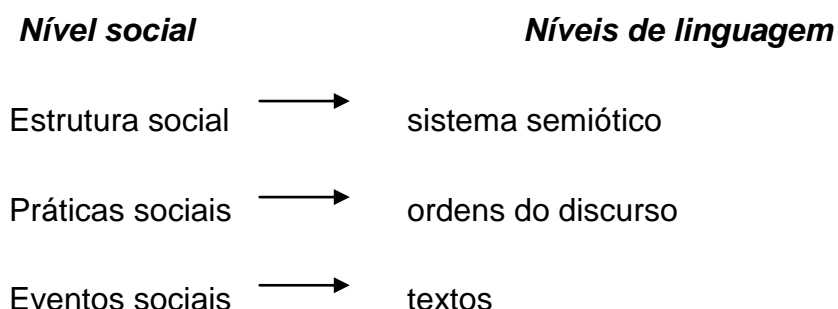 Nível social Níveis de linguagem
Estrutura social sistema semiótico
Práticas sociais ordens do discurso
Eventos sociais textos